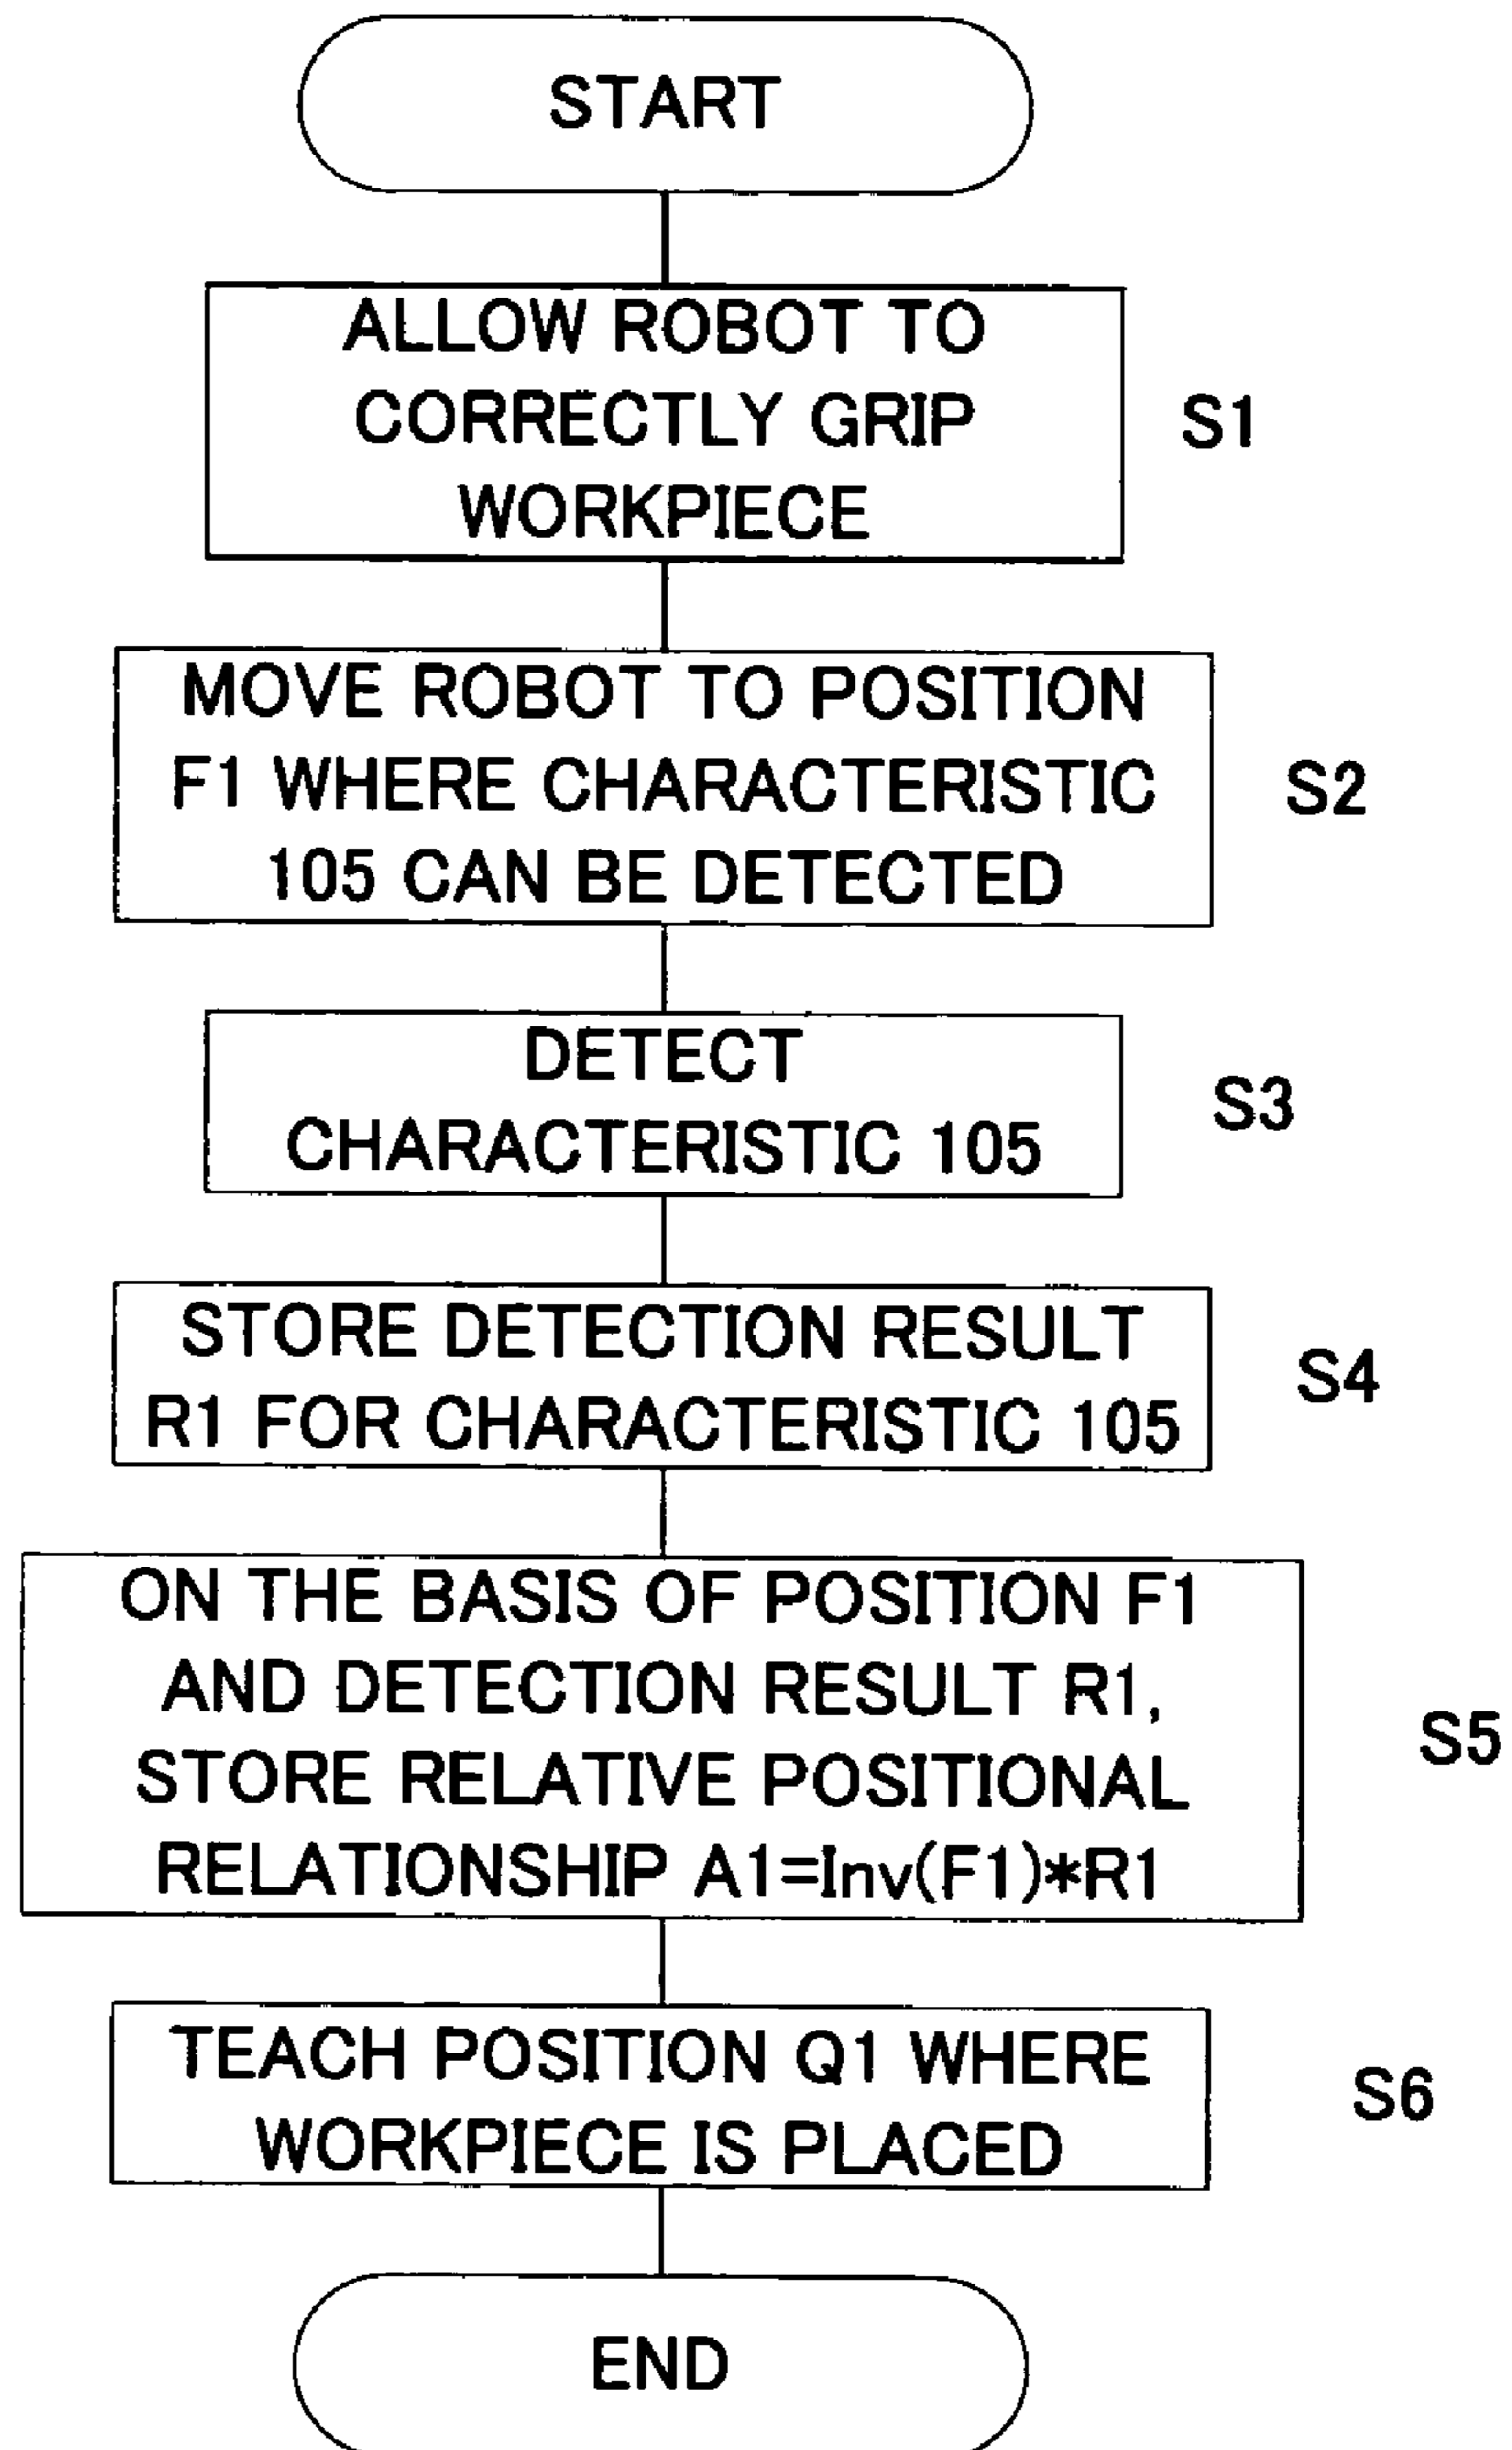 START
ALLOW ROBOT TO
CORRECTLY GRIP
WORKPIECE
S1
MOVE ROBOT TO POSITION
F1 WHERE CHARACTERISTIC
105 CAN BE DETECTED
S2
DETECT
CHARACTERISTIC 105
S3
STORE DETECTION RESULT
R1 FOR CHARACTERISTIC 105
S4
ON THE BASIS OF POSITION F1
AND DETECTION RESULT R1,
STORE RELATIVE POSITIONAL
RELATIONSHIP A1=Inv(F1)*R1
S5
TEACH POSITION Q1 WHERE
WORKPIECE IS PLACED
S6
END